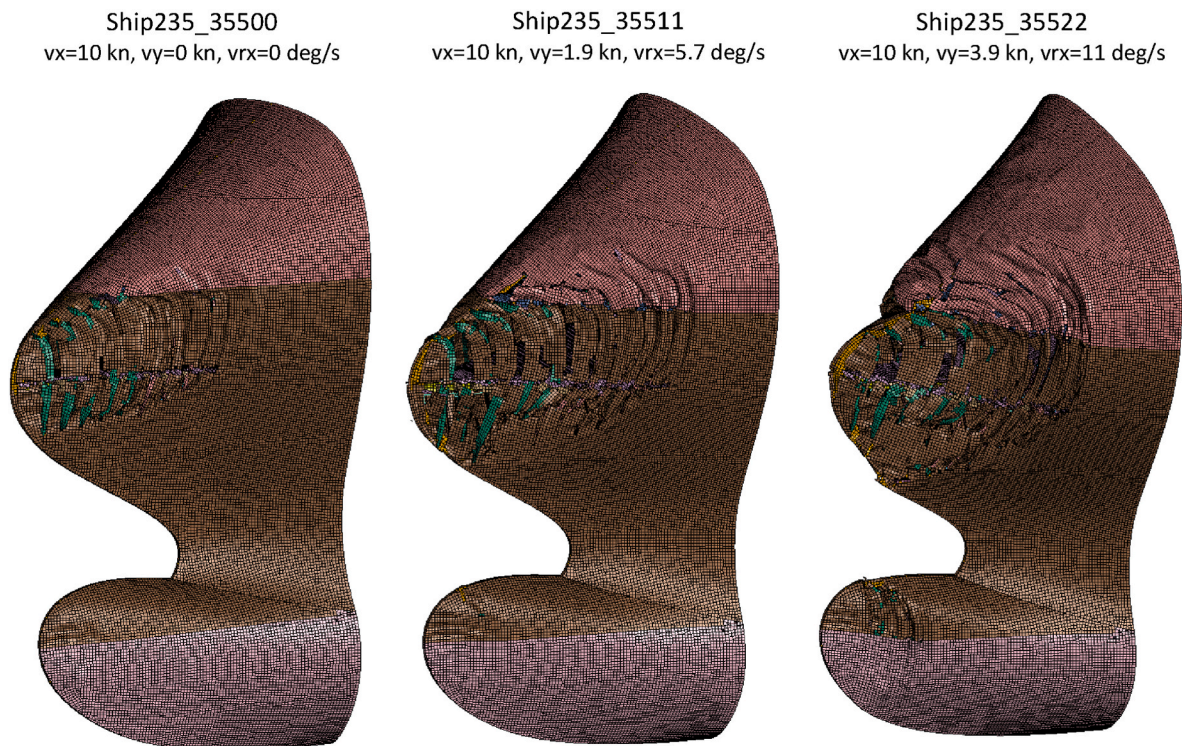 Ship235_35500
vx=10 kn, vy=0 kn, vrx=0 deg/s
Ship235_35511
vx=10 kn, vy=1.9 kn, vrx=5.7 deg/s
Ship235_35522
vx=10 kn, vy=3.9 kn, vrx=11 deg/s